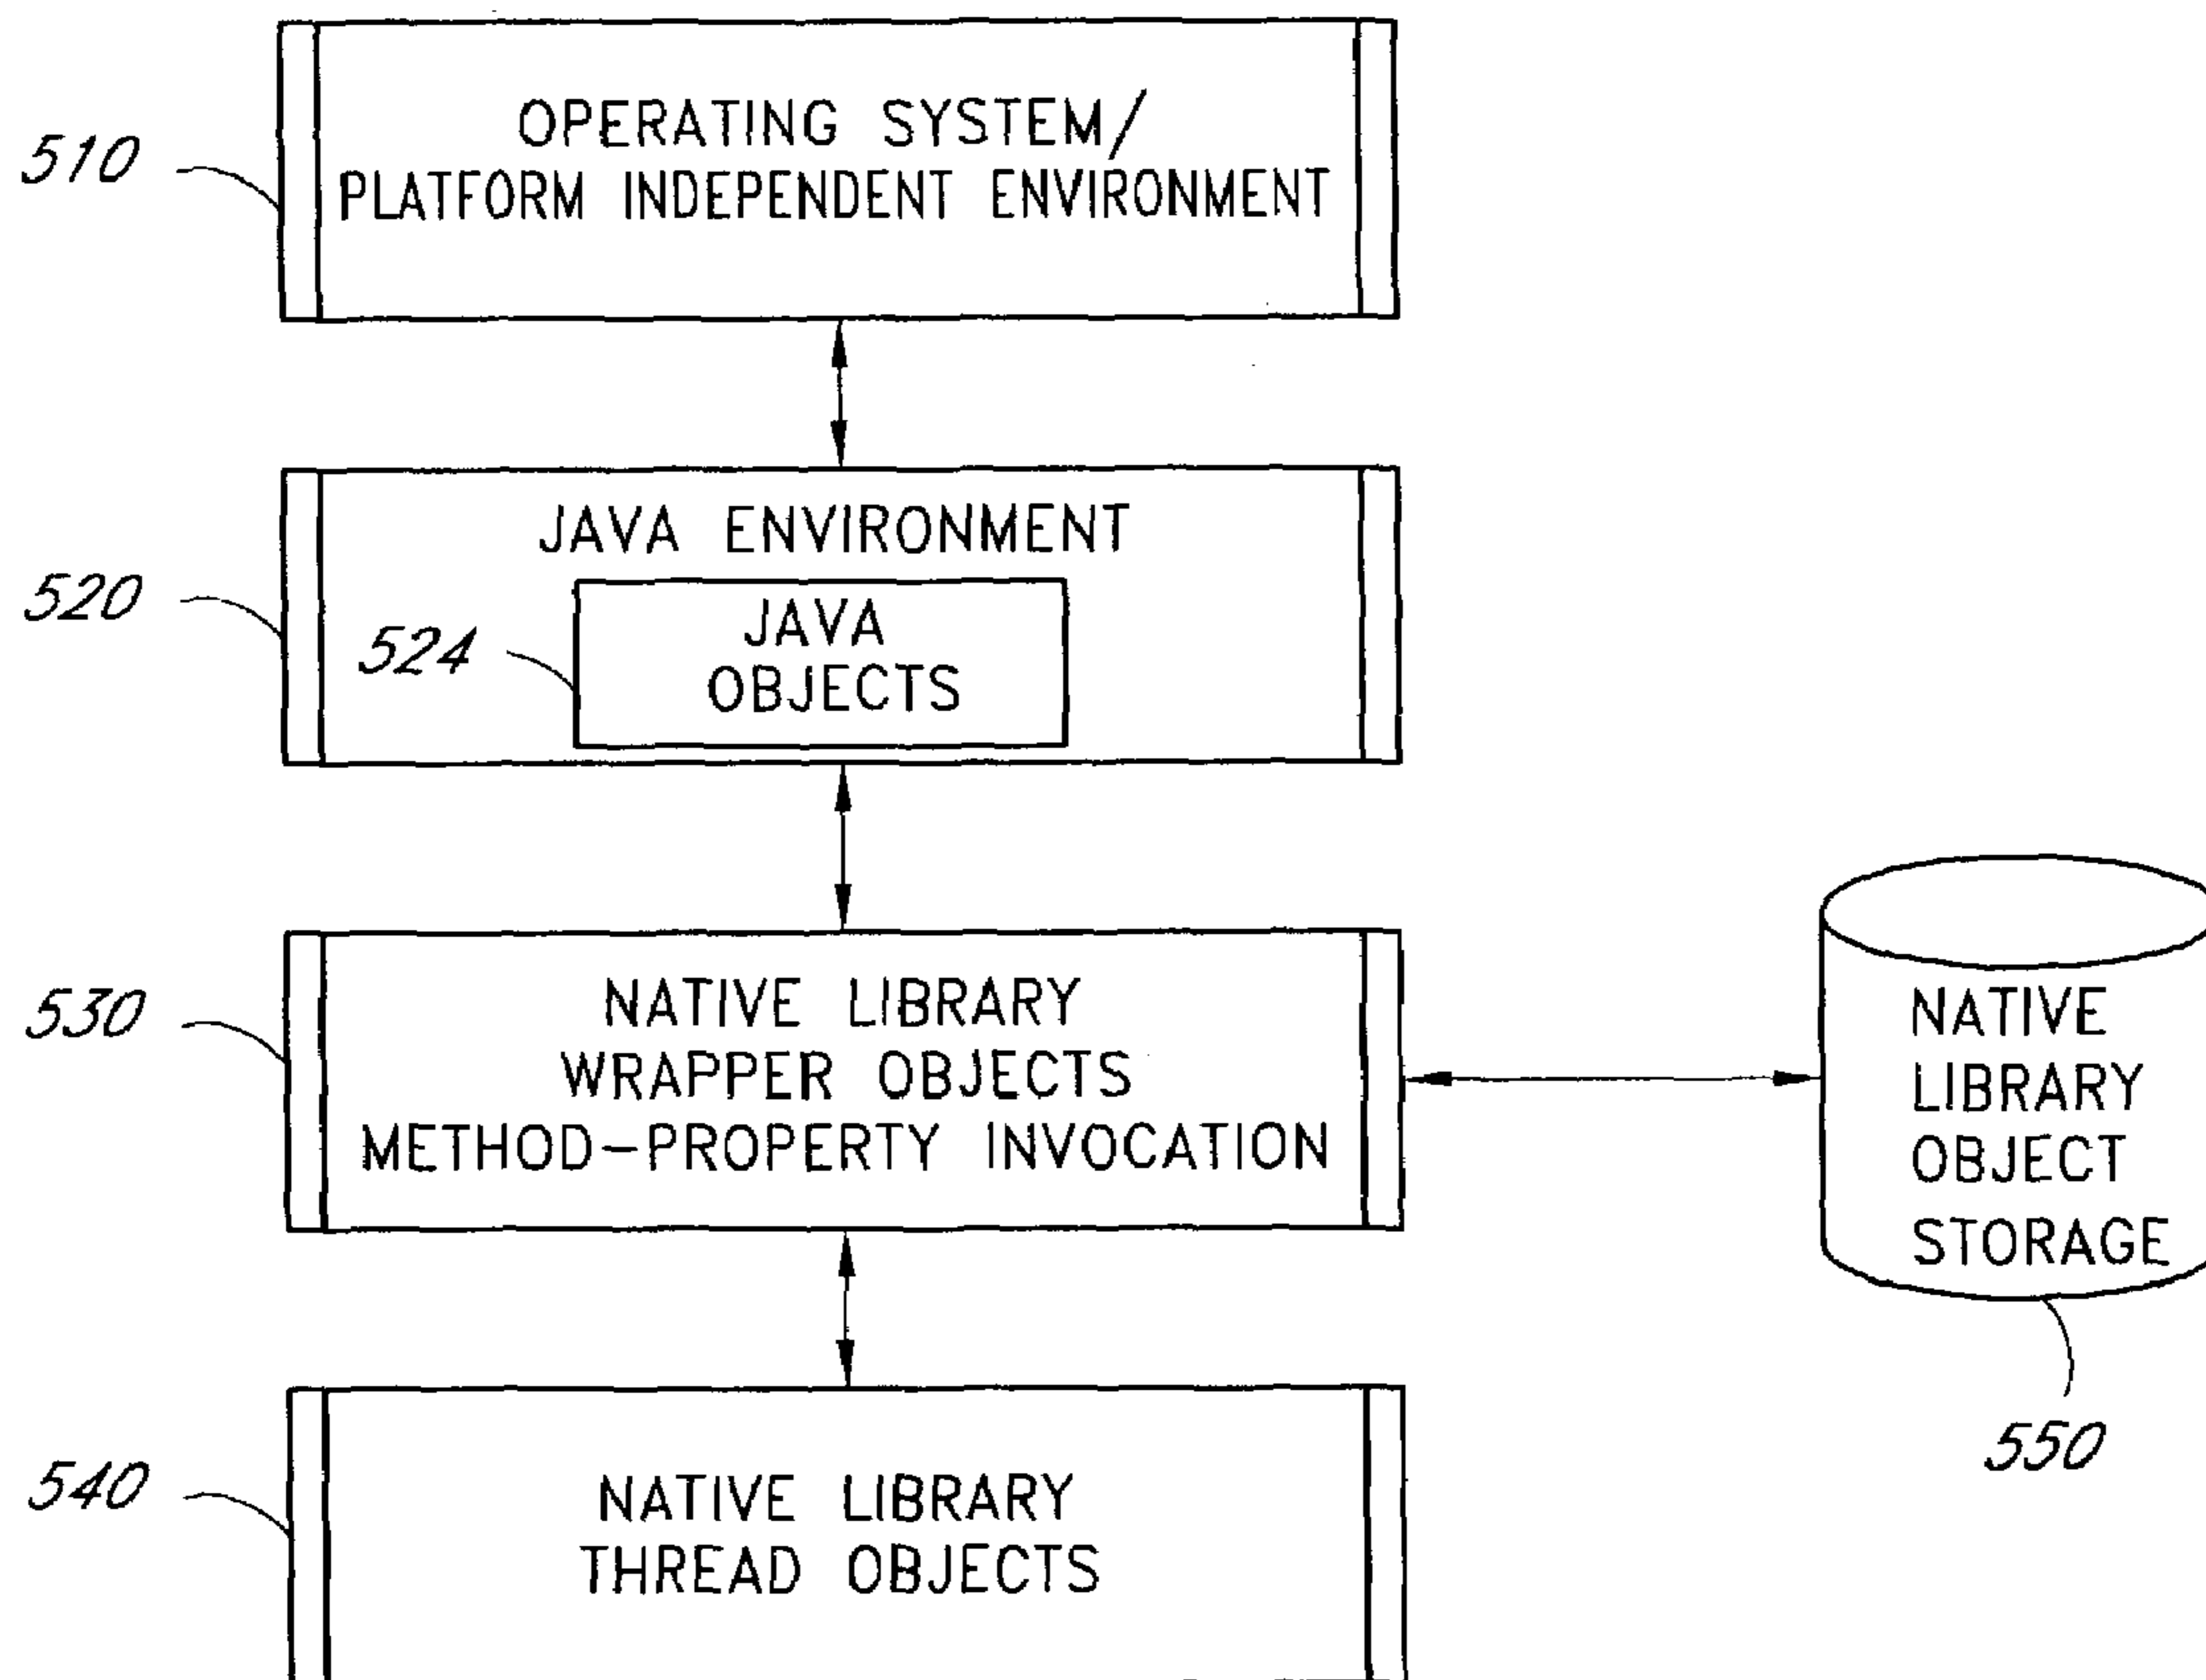 510
OPERATING SYSTEM/
PLATFORM INDEPENDENT ENVIRONMENT
520
JAVA ENVIRONMENT
524
JAVA
OBJECTS
530
NATIVE LIBRARY
WRAPPER OBJECTS
METHOD-PROPERTY INVOCATION
NATIVE
LIBRARY
OBJECT
STORAGE
550
540
NATIVE LIBRARY
THREAD OBJECTS